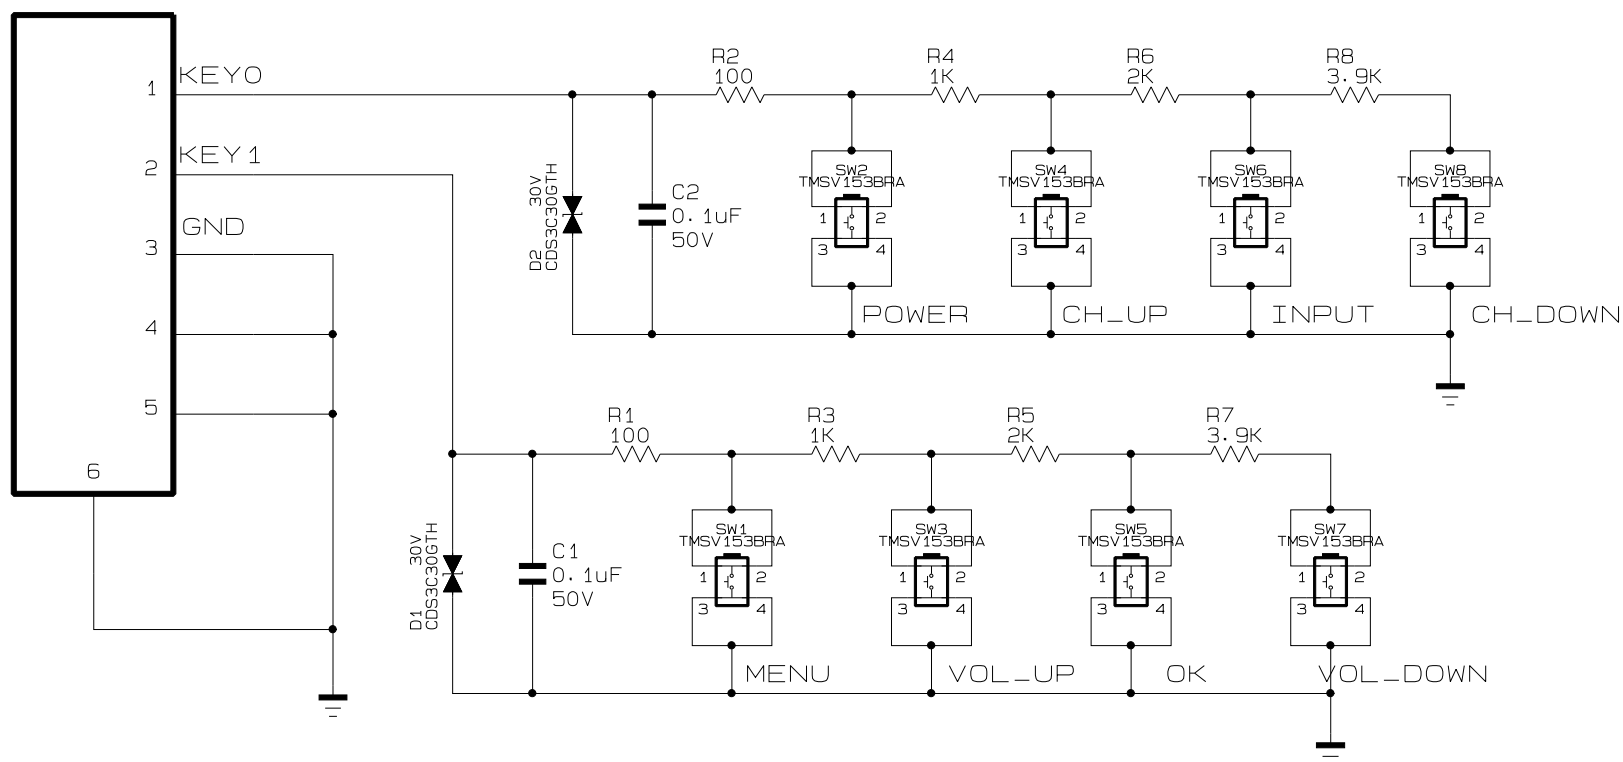 R2
100
R4
1K
R6
2K
R8
3.9K
1
KEY0
2
KEY1
D2
30V
CDS3C30GTH
C2
0.1uF
50V
SW2
TMSV153BRA
1 2
3 4
SW4
TMSV153BRA
1 2
3 4
SW6
TMSV153BRA
1 2
3 4
SW8
TMSV153BRA
1 2
3 4
3
GND
4
5
6
POWER
CH_UP
INPUT
CH_DOWN
R1
100
R3
1K
R5
2K
R7
3.9K
D1
30V
CDS3C30GTH
C1
0.1uF
50V
SW1
TMSV153BRA
1 2
3 4
SW3
TMSV153BRA
1 2
3 4
SW5
TMSV153BRA
1 2
3 4
SW7
TMSV153BRA
1 2
3 4
MENU
VOL_UP
OK
VOL_DOWN